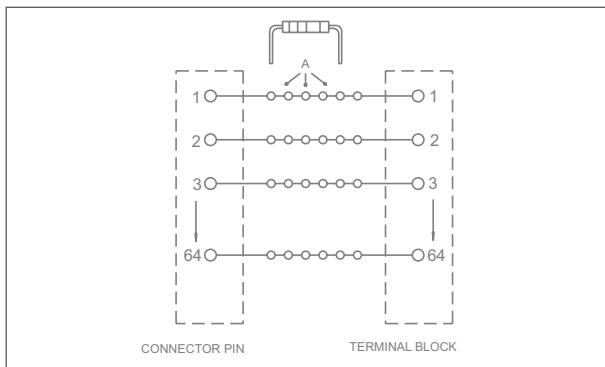 A
1 1
2 2
3 3
64 64
CONNECTOR PIN TERMINAL BLOCK